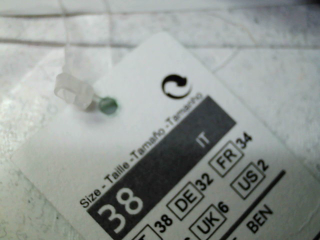 Size - Taille - Tamaño - Tamanho
38 IT
38 DE 32 FR 34
UK 6 US 2
BEN